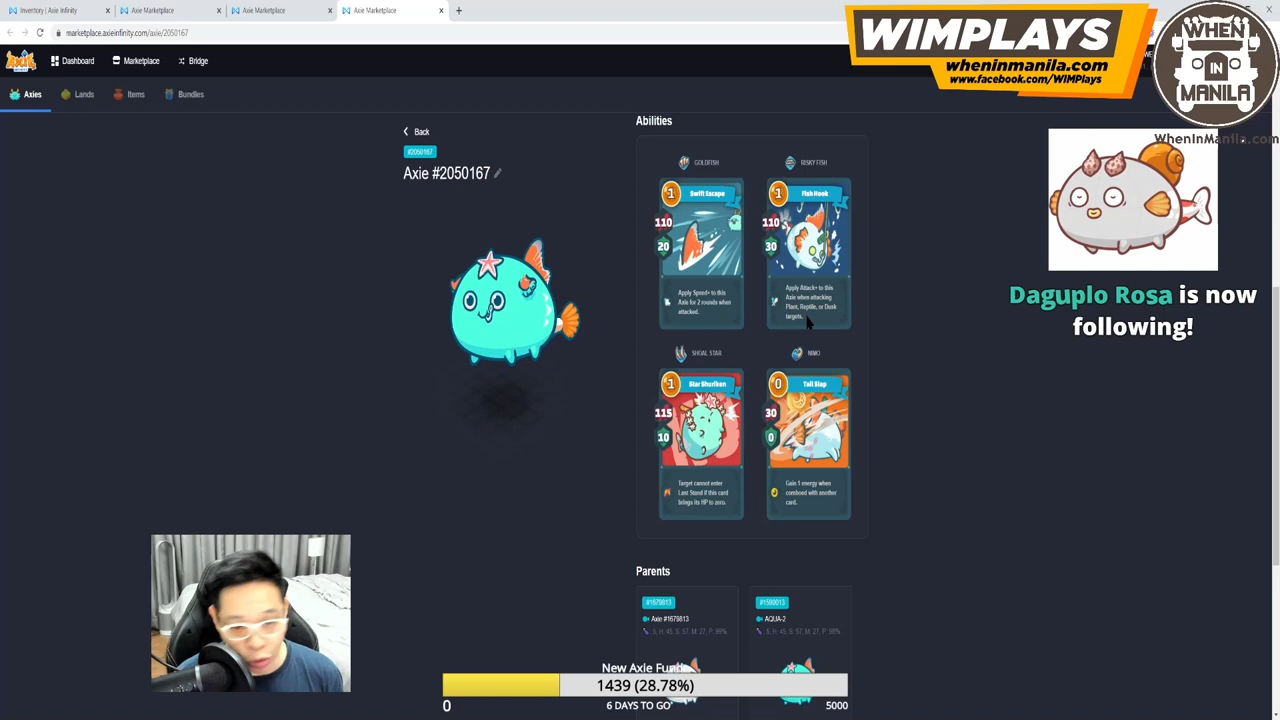 Inventory | Axie Infinity
Axie Marketplace
Axie Marketplace
Axie Marketplace
marketplace.axieinfinity.com/axie/2050167
Dashboard
Marketplace
Bridge
Axies
Lands
Items
Bundles
WIMPLAYS
wheninmanila.com
www.facebook.com/WIMPlays
WHEN
IN
MANILA
WhenInManila.com
Back
#2050167
Axie #2050167
Abilities
GOLDFISH
RISKY FISH
1
Swift Escape
110
20
Apply Speed+ to this
Axie for 2 rounds when
attacked.
1
Fish Hook
110
30
Apply Attack+ to this
Axie when attacking
Plant, Reptile, or Dusk
targets.
SHOAL STAR
NIMO
1
Star Shuriken
115
10
Target cannot enter
Last Stand if this card
brings its HP to zero.
0
Tail Slap
30
0
Gain 1 energy when
comboed with another
card.
Daguplo Rosa is now
following!
Parents
#1679813
Axie #1679813
#1599013
AQUA-2
New Axie Fund
1439 (28.78%)
0
6 DAYS TO GO
5000